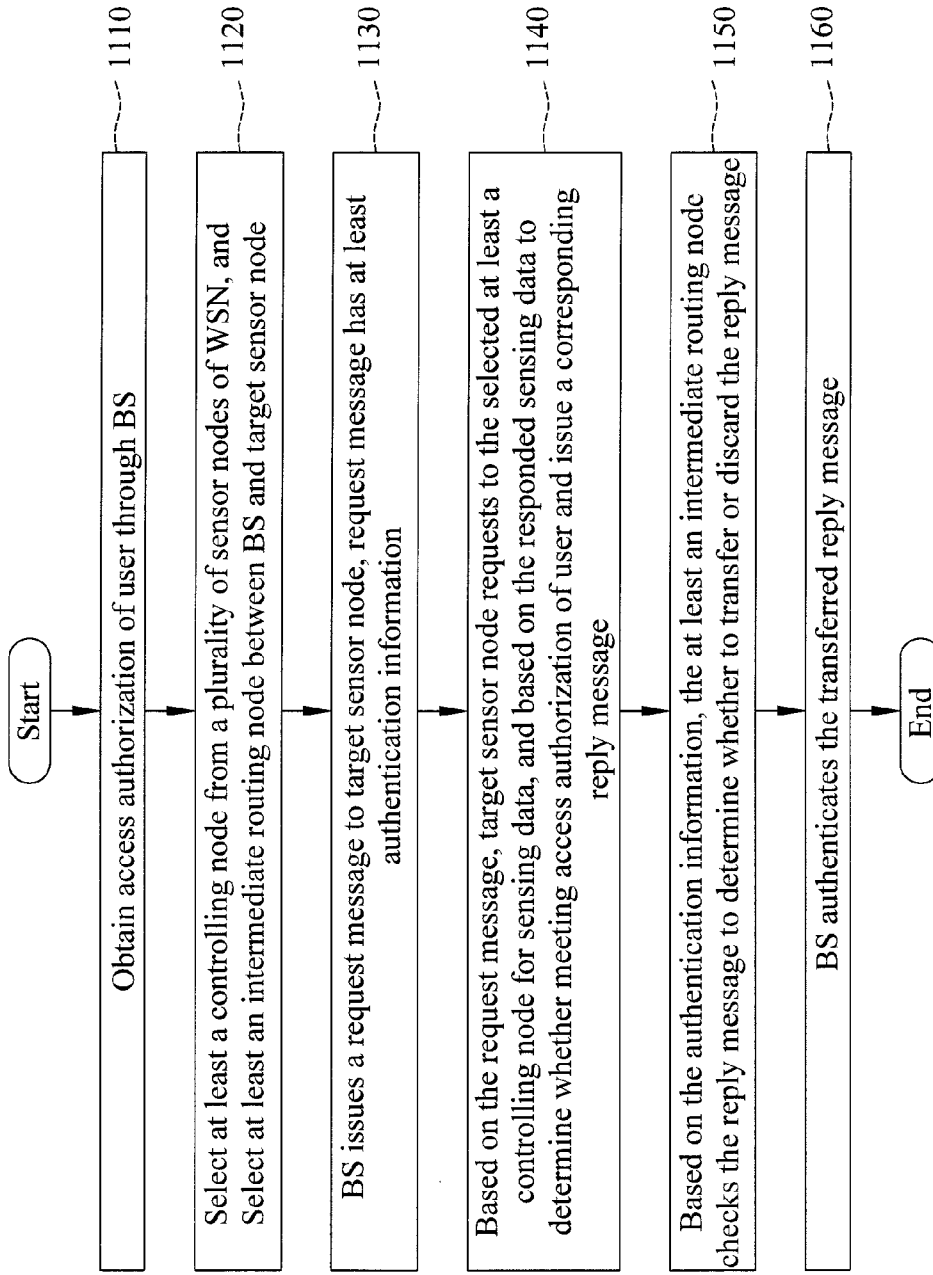 Start
Obtain access authorization of user through BS
1110
Select at least a controlling node from a plurality of sensor nodes of WSN, and
Select at least an intermediate routing node between BS and target sensor node
1120
BS issues a request message to target sensor node, request message has at least
authentication information
1130
Based on the request message, target sensor node requests to the selected at least a
controlling node for sensing data, and based on the responded sensing data to
determine whether meeting access authorization of user and issue a corresponding
reply message
1140
Based on the authentication information, the at least an intermediate routing node
checks the reply message to determine whether to transfer or discard the reply message
1150
BS authenticates the transferred reply message
1160
End